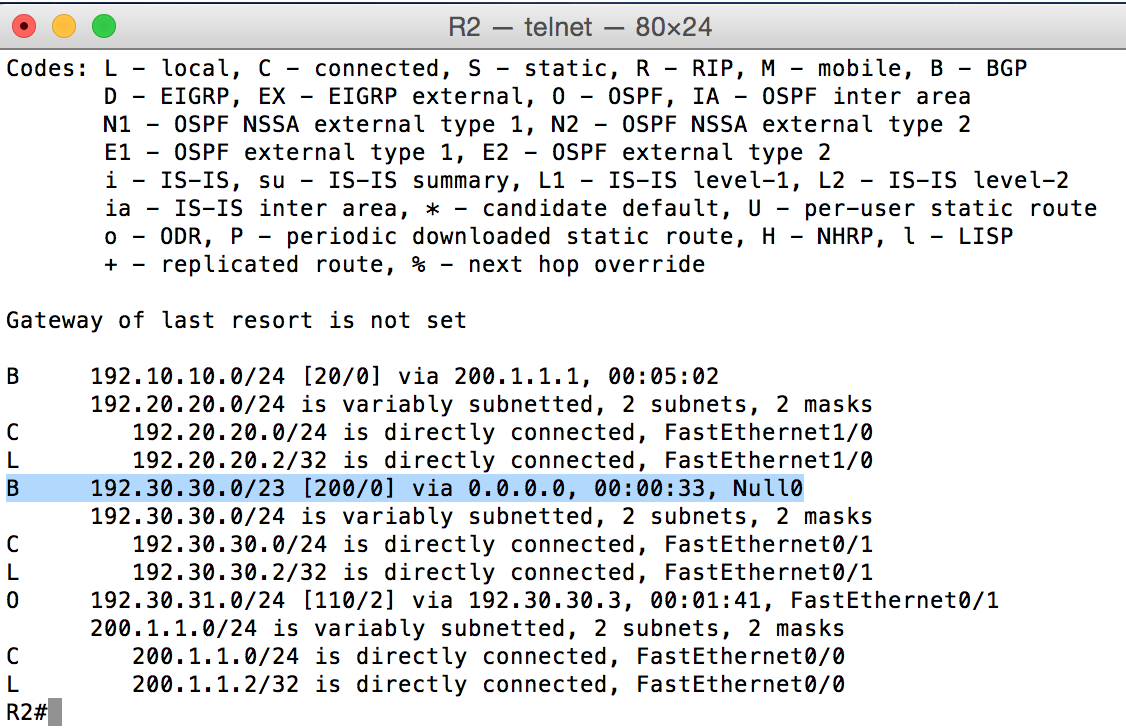 R2 — telnet — 80×24
Codes: L - local, C - connected, S - static, R - RIP, M - mobile, B - BGP
       D - EIGRP, EX - EIGRP external, O - OSPF, IA - OSPF inter area
       N1 - OSPF NSSA external type 1, N2 - OSPF NSSA external type 2
       E1 - OSPF external type 1, E2 - OSPF external type 2
       i - IS-IS, su - IS-IS summary, L1 - IS-IS level-1, L2 - IS-IS level-2
       ia - IS-IS inter area, * - candidate default, U - per-user static route
       o - ODR, P - periodic downloaded static route, H - NHRP, l - LISP
       + - replicated route, % - next hop override

Gateway of last resort is not set

B     192.10.10.0/24 [20/0] via 200.1.1.1, 00:05:02
      192.20.20.0/24 is variably subnetted, 2 subnets, 2 masks
C        192.20.20.0/24 is directly connected, FastEthernet1/0
L        192.20.20.2/32 is directly connected, FastEthernet1/0
B     192.30.30.0/23 [200/0] via 0.0.0.0, 00:00:33, Null0
      192.30.30.0/24 is variably subnetted, 2 subnets, 2 masks
C        192.30.30.0/24 is directly connected, FastEthernet0/1
L        192.30.30.2/32 is directly connected, FastEthernet0/1
O     192.30.31.0/24 [110/2] via 192.30.30.3, 00:01:41, FastEthernet0/1
      200.1.1.0/24 is variably subnetted, 2 subnets, 2 masks
C        200.1.1.0/24 is directly connected, FastEthernet0/0
L        200.1.1.2/32 is directly connected, FastEthernet0/0
R2#